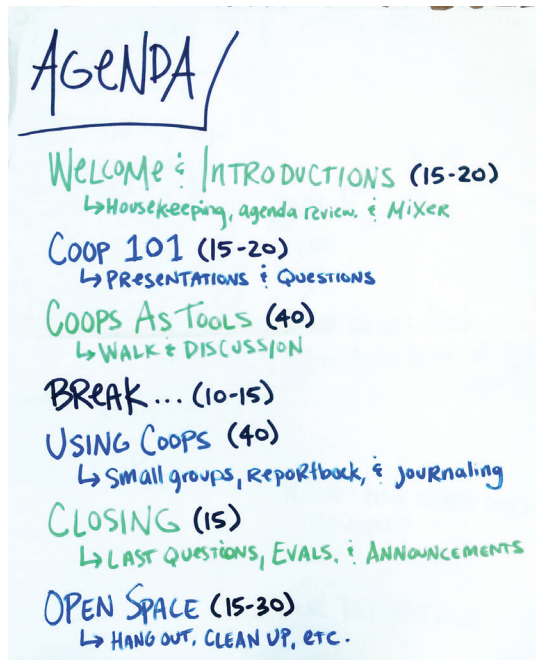 AGENDA
WELCOME & INTRODUCTIONS (15-20)
↳ Housekeeping, agenda review, & MIXER
COOP 101 (15-20)
↳ PRESENTATIONS & QUESTIONS
COOPS AS TOOLS (40)
↳ WALK & DISCUSSION
BREAK... (10-15)
USING COOPS (40)
↳ Small groups, Reportback, & JOURNALING
CLOSING (15)
↳ LAST QUESTIONS, EVALS, & ANNOUNCEMENTS
OPEN SPACE (15-30)
↳ HANG OUT, CLEAN UP, ETC.